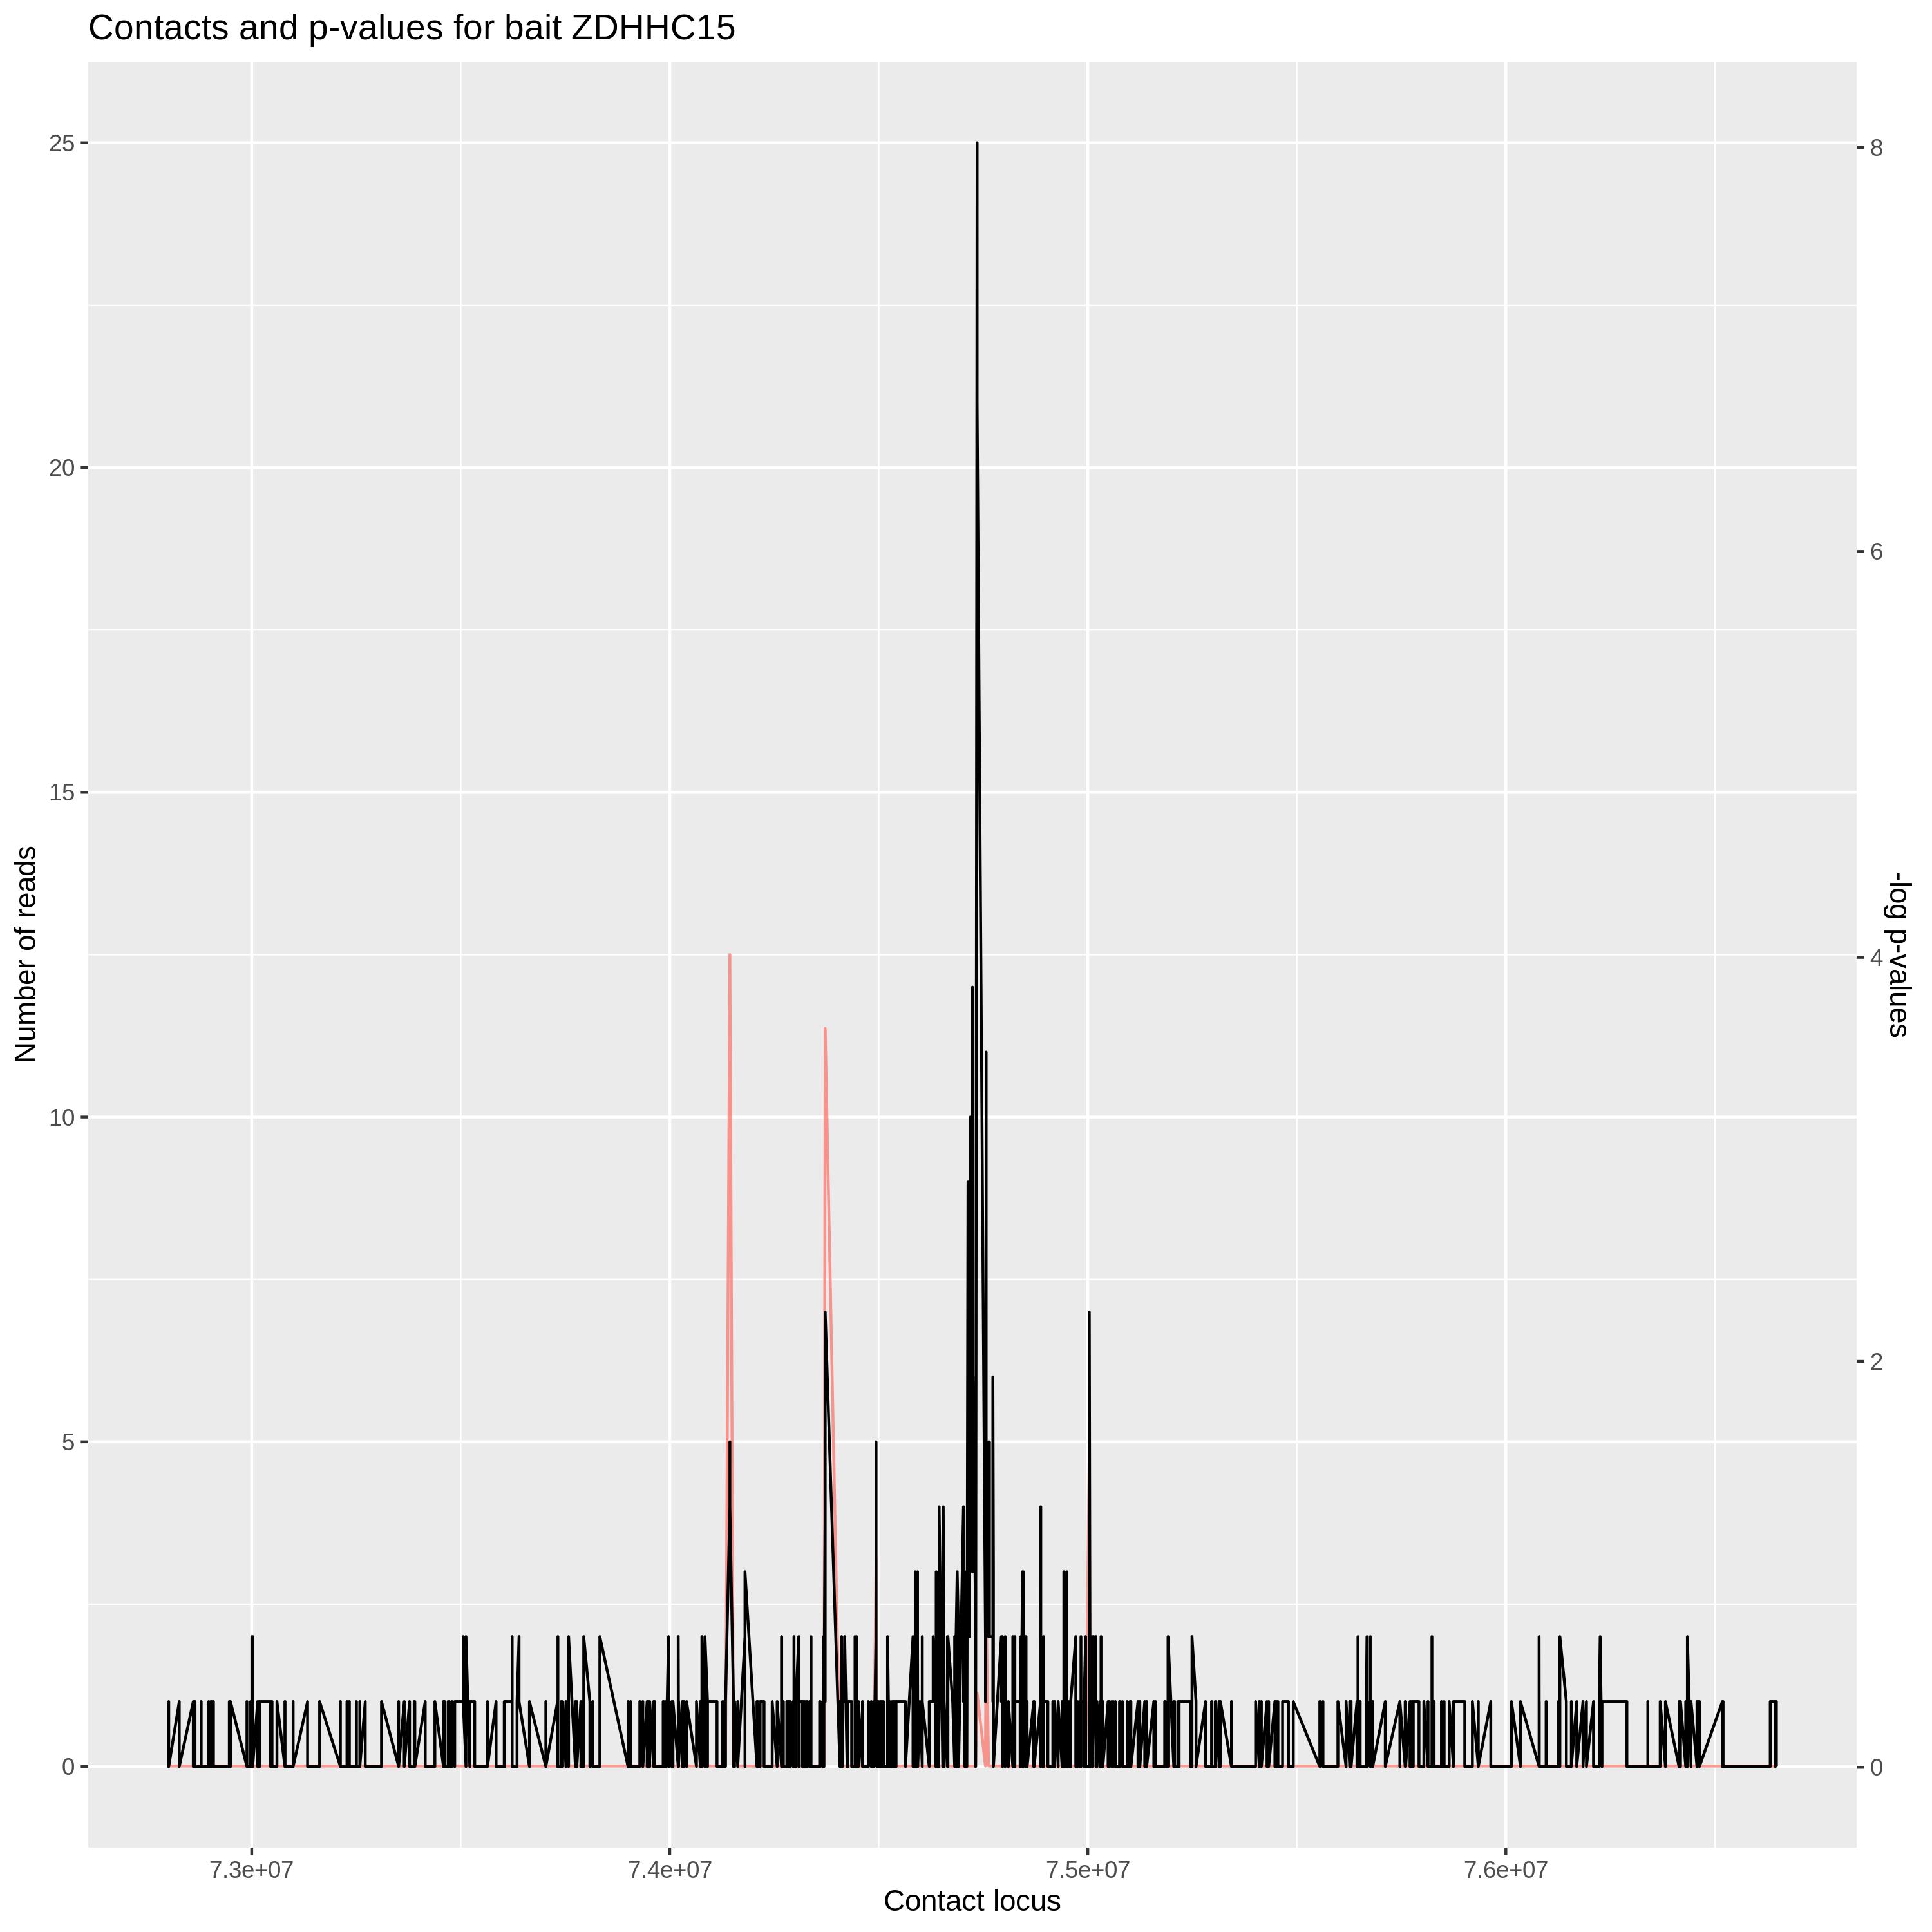 Contacts and p-values for bait ZDHHC15
25
20
15
10
5
0
Number of reads
8
6
4
2
0
-log p-values
7.3e+07 7.4e+07 7.5e+07 7.6e+07
Contact locus